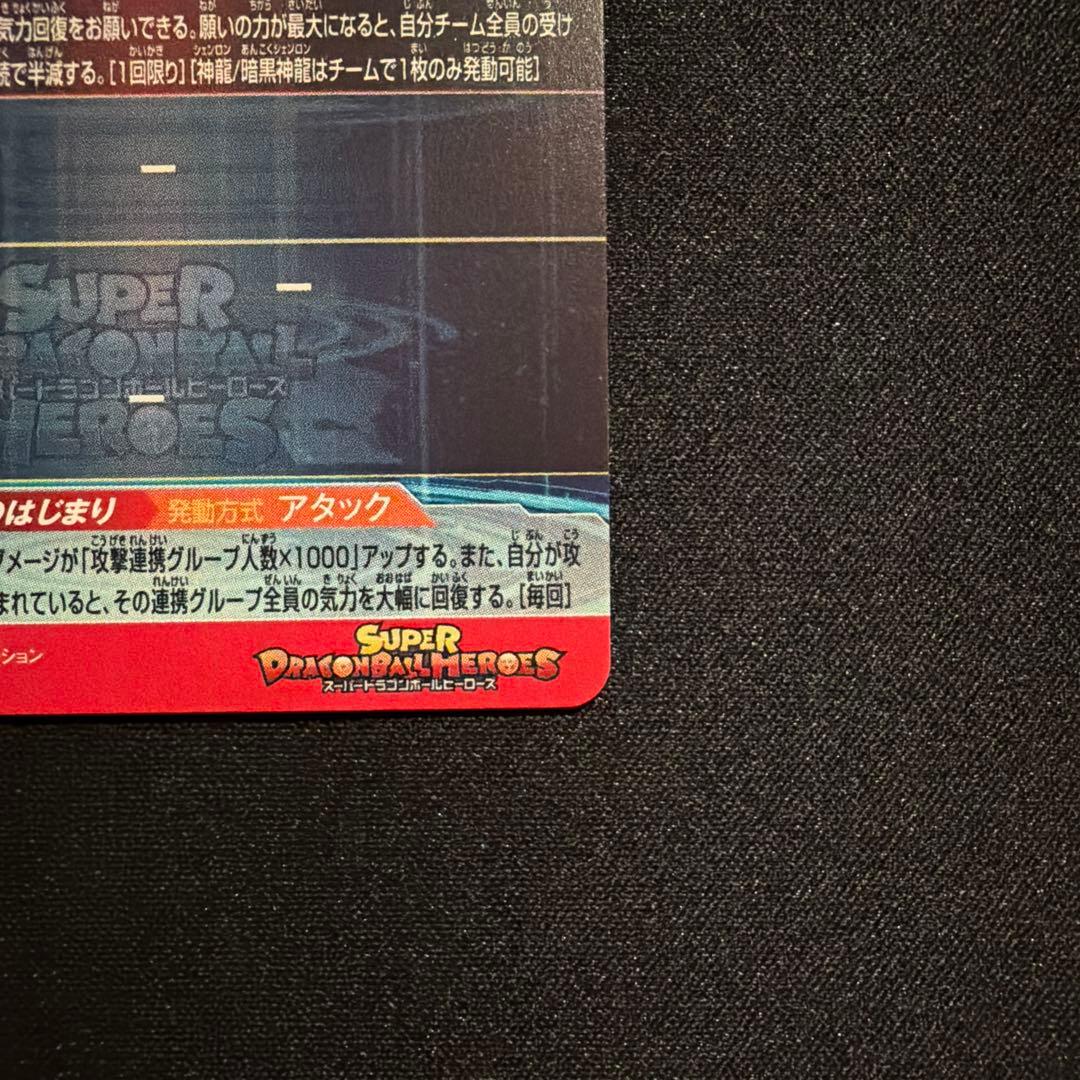 気力回復をお願いできる。願いの力が最大になると、自分チーム全員の受け
で半減する。[1回限り][神龍/暗黒神龍はチームで1枚のみ発動可能]
SUPER
DRAGONBALL
スーパードラゴンボールヒーローズ
HEROES
はじまり 発動方式 アタック
ダメージが「攻撃連携グループ人数×1000」アップする。また、自分が攻
まれていると、その連携グループ全員の気力を大幅に回復する。[毎回]
ション
SUPER
DRAGONBALL HEROES
スーパードラゴンボールヒーローズ